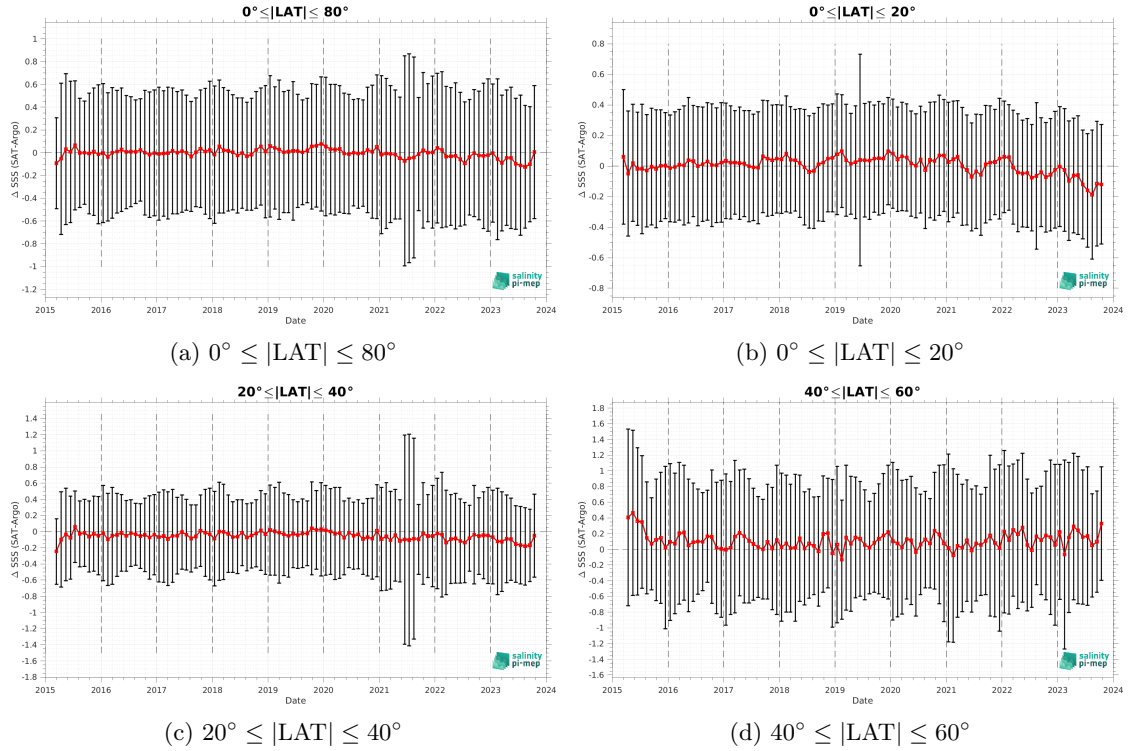 0°≤|LAT|≤ 80°
Δ SSS (SAT-Argo)
1
0.8
0.6
0.4
0.2
0
-0.2
-0.4
-0.6
-0.8
-1
-1.2
2015 2016 2017 2018 2019 2020 2021 2022 2023 2024
Date
salinity
pi-mep
(a) 0° ≤ |LAT| ≤ 80°
0°≤|LAT|≤ 20°
Δ SSS (SAT-Argo)
0.8
0.6
0.4
0.2
0
-0.2
-0.4
-0.6
-0.8
2015 2016 2017 2018 2019 2020 2021 2022 2023 2024
Date
salinity
pi-mep
(b) 0° ≤ |LAT| ≤ 20°
20°≤|LAT|≤ 40°
Δ SSS (SAT-Argo)
1.4
1.2
1
0.8
0.6
0.4
0.2
0
-0.2
-0.4
-0.6
-0.8
-1
-1.2
-1.4
-1.6
-1.8
2015 2016 2017 2018 2019 2020 2021 2022 2023 2024
Date
salinity
pi-mep
(c) 20° ≤ |LAT| ≤ 40°
40°≤|LAT|≤ 60°
Δ SSS (SAT-Argo)
1.8
1.6
1.4
1.2
1
0.8
0.6
0.4
0.2
0
-0.2
-0.4
-0.6
-0.8
-1
-1.2
-1.4
-1.6
2015 2016 2017 2018 2019 2020 2021 2022 2023 2024
Date
salinity
pi-mep
(d) 40° ≤ |LAT| ≤ 60°